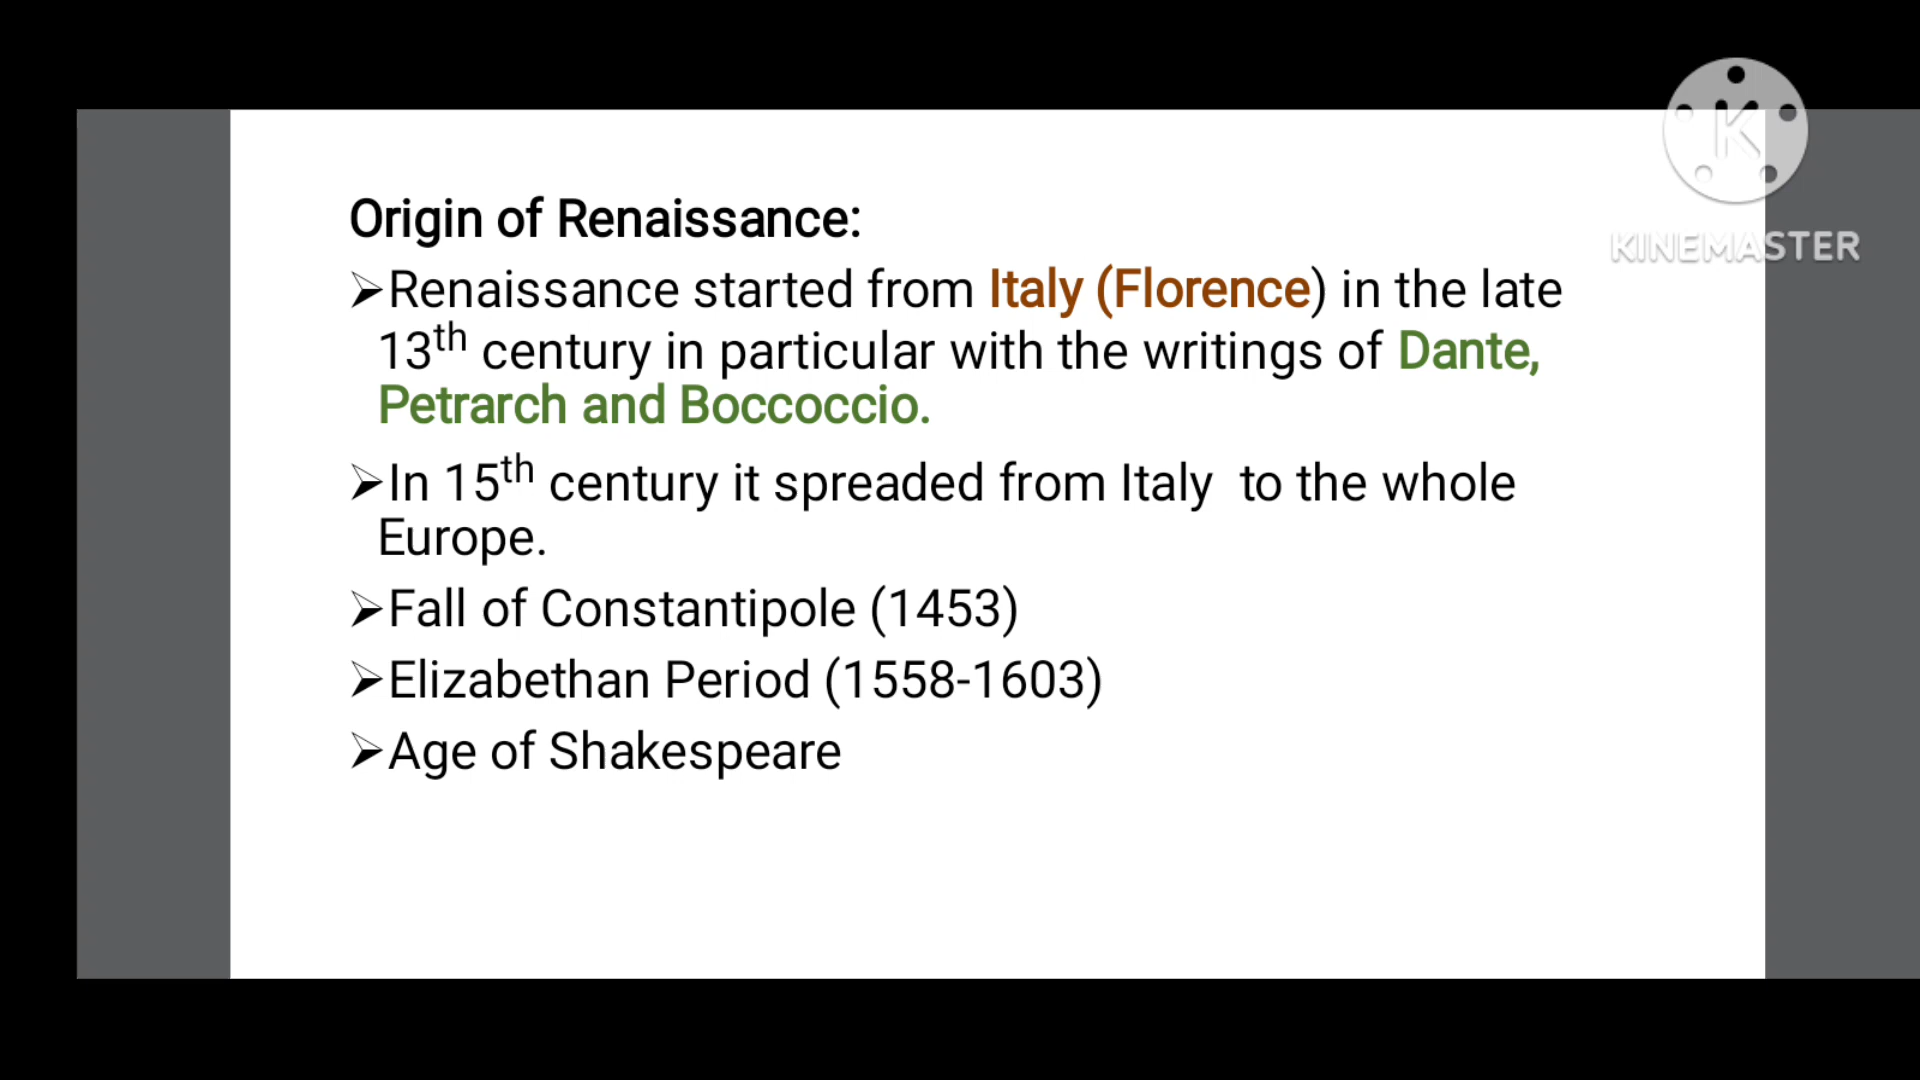 K
KINEMASTER
Origin of Renaissance:
➢Renaissance started from Italy (Florence) in the late
13th century in particular with the writings of Dante,
Petrarch and Boccoccio.
➢In 15th century it spreaded from Italy to the whole
Europe.
➢Fall of Constantipole (1453)
➢Elizabethan Period (1558-1603)
➢Age of Shakespeare